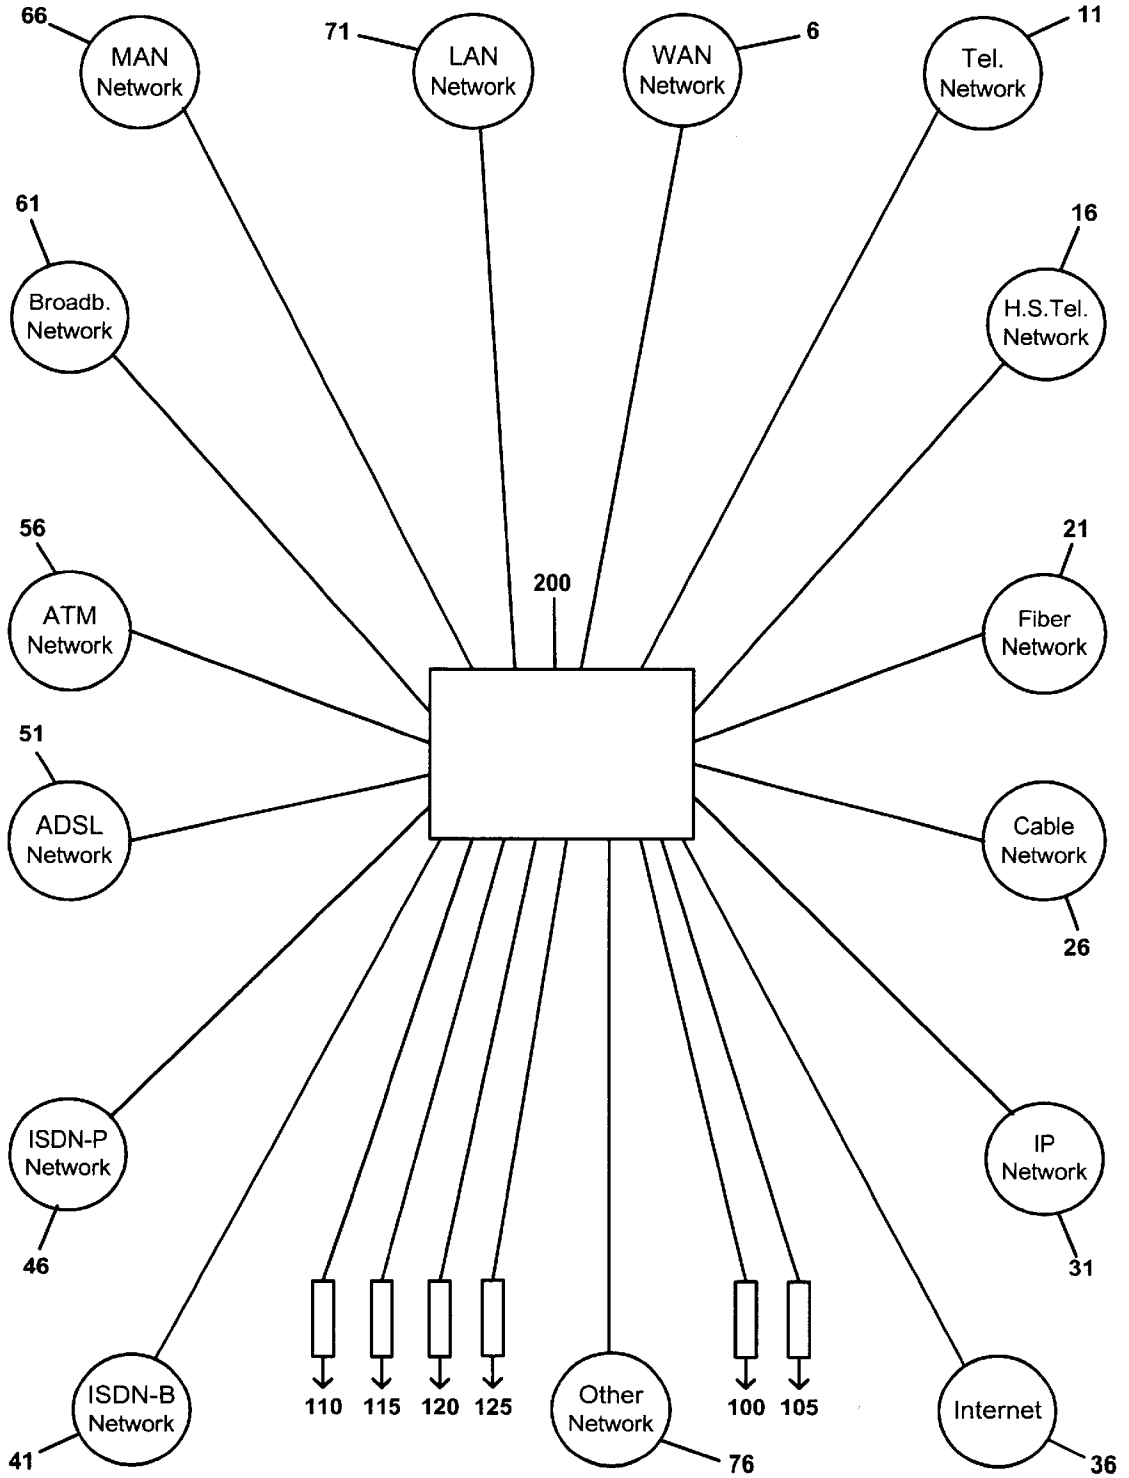 66
MAN
Network
71
LAN
Network
WAN
Network
6
Tel.
Network
11
61
Broadb.
Network
16
H.S.Tel.
Network
56
ATM
Network
200
21
Fiber
Network
51
ADSL
Network
Cable
Network
26
ISDN-P
Network
46
IP
Network
31
ISDN-B
Network
41
110 115 120 125
Other
Network
76
100 105
Internet
36